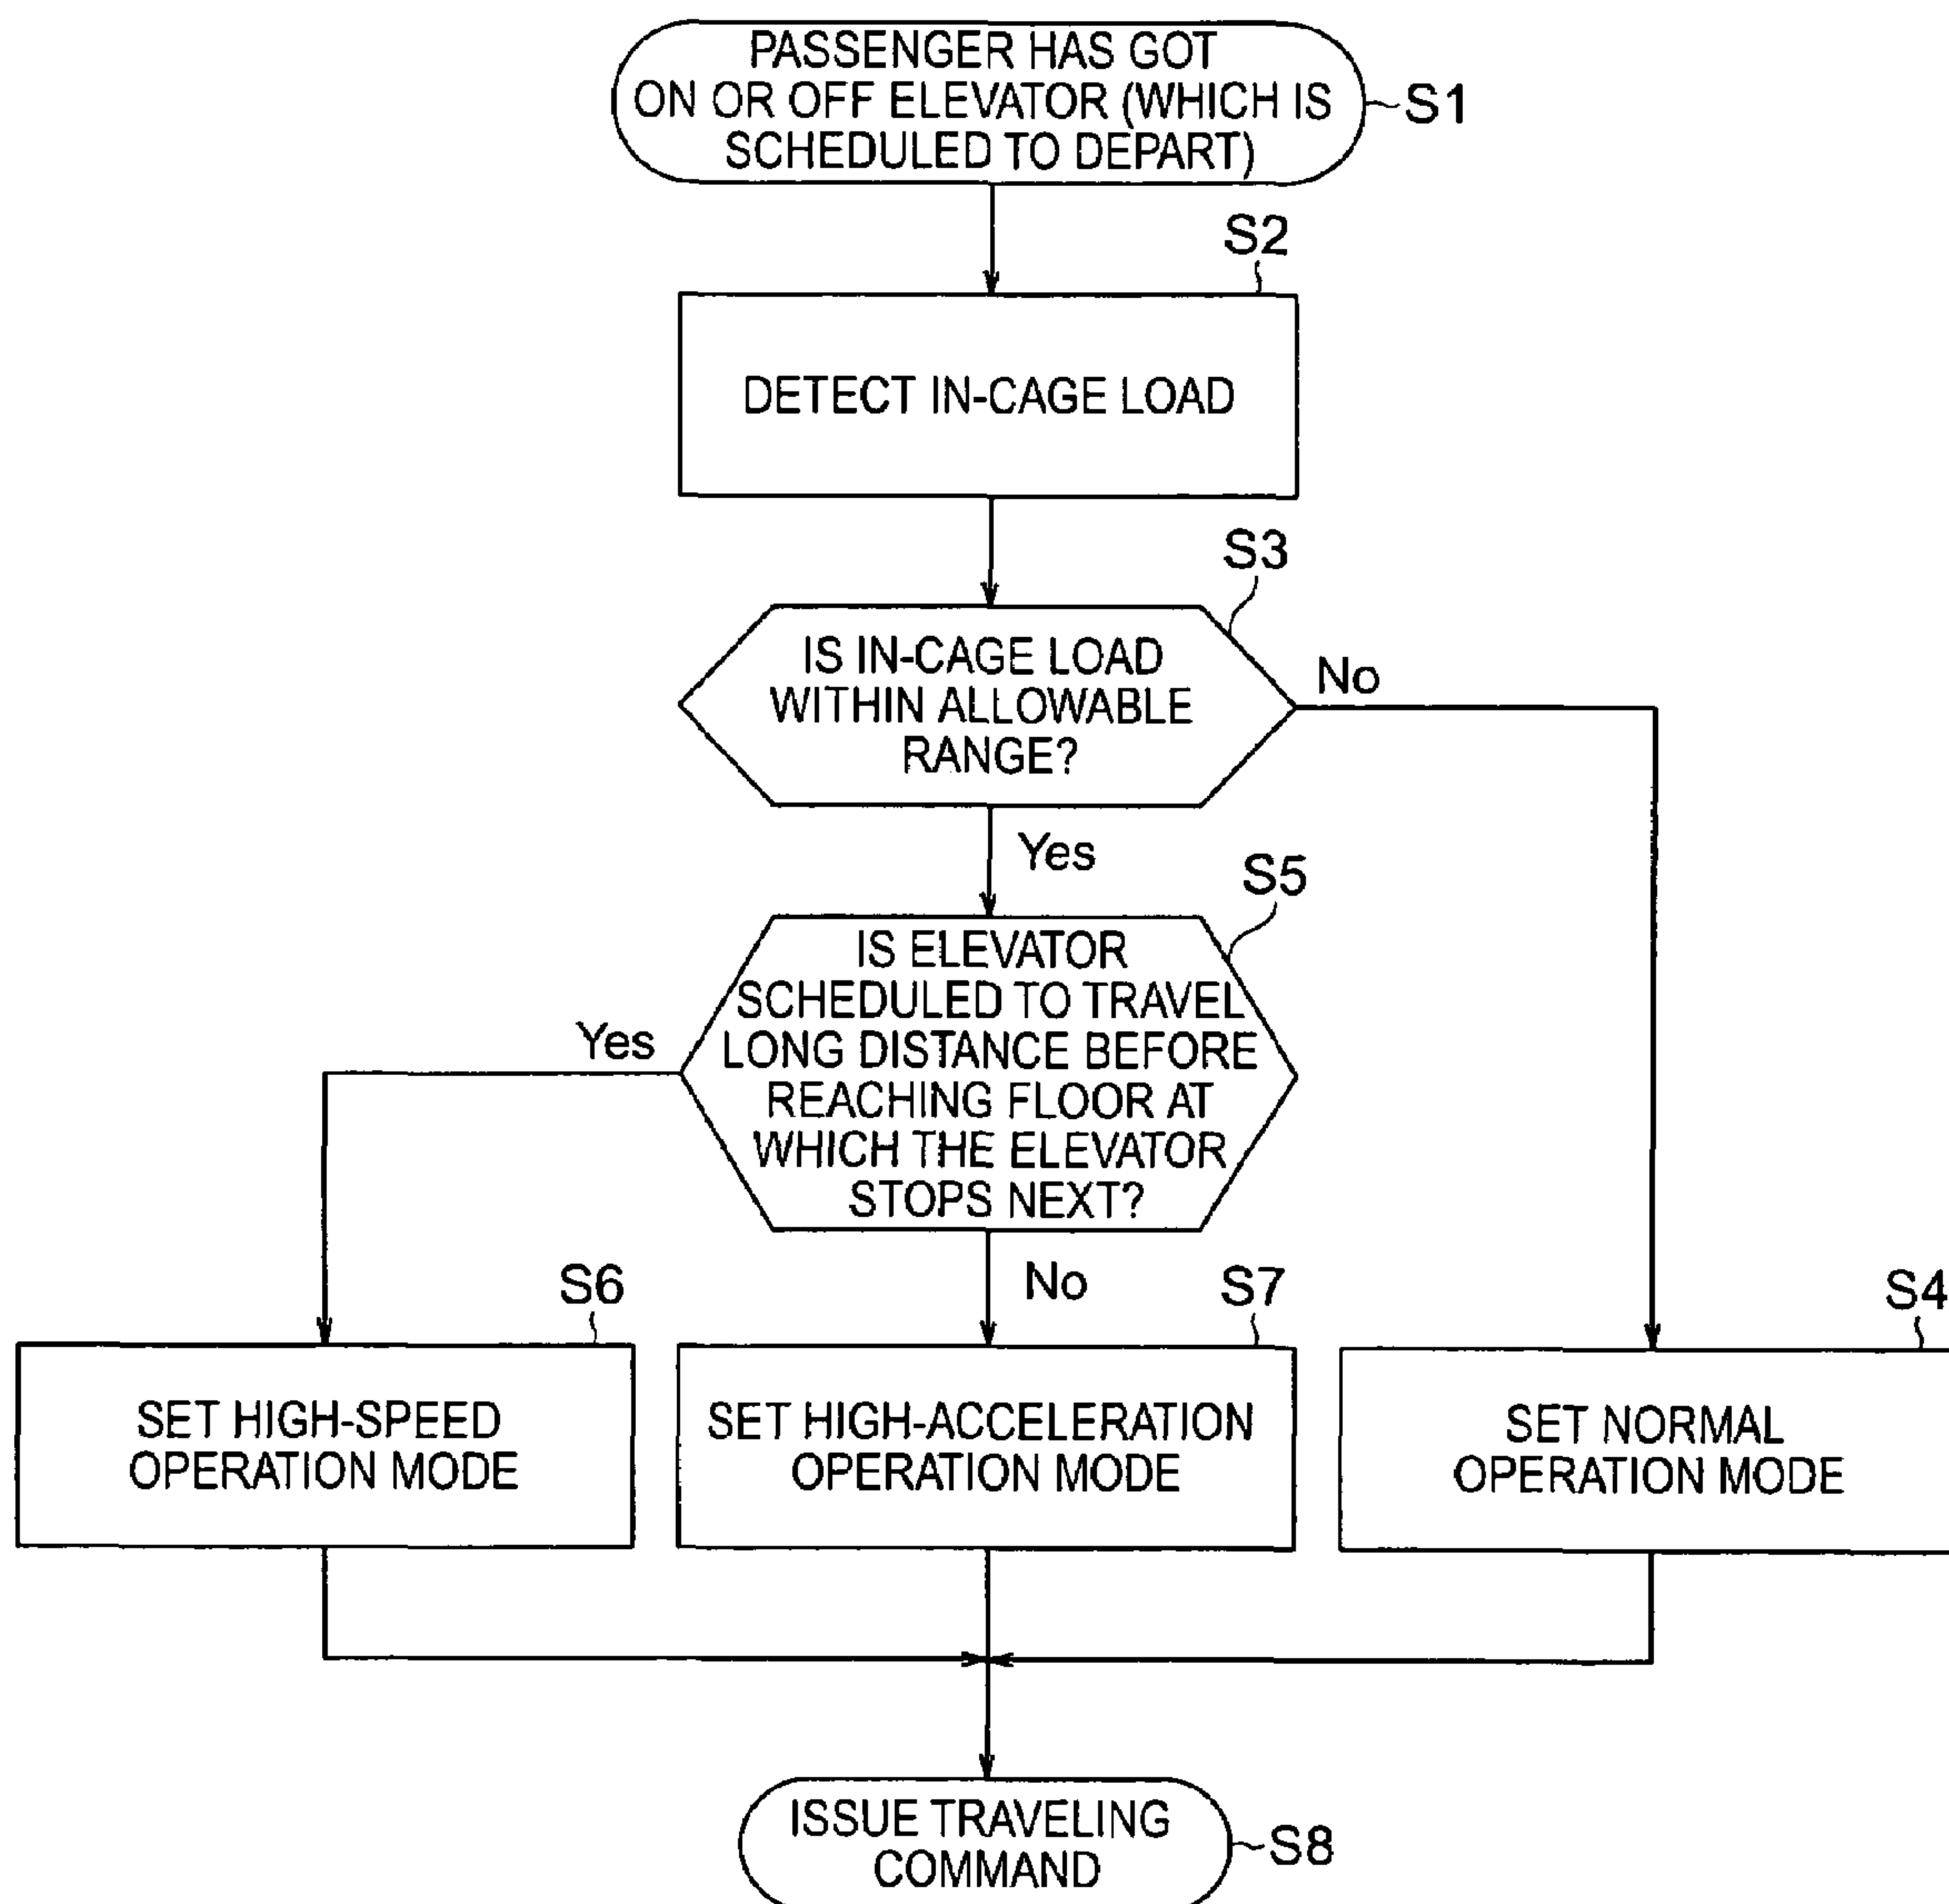 PASSENGER HAS GOT
ON OR OFF ELEVATOR (WHICH IS
SCHEDULED TO DEPART)
S1
S2
DETECT IN-CAGE LOAD
S3
IS IN-CAGE LOAD
WITHIN ALLOWABLE
RANGE?
No
Yes
S5
IS ELEVATOR
SCHEDULED TO TRAVEL
LONG DISTANCE BEFORE
REACHING FLOOR AT
WHICH THE ELEVATOR
STOPS NEXT?
Yes
No
S6
SET HIGH-SPEED
OPERATION MODE
S7
SET HIGH-ACCELERATION
OPERATION MODE
S4
SET NORMAL
OPERATION MODE
ISSUE TRAVELING
COMMAND
S8